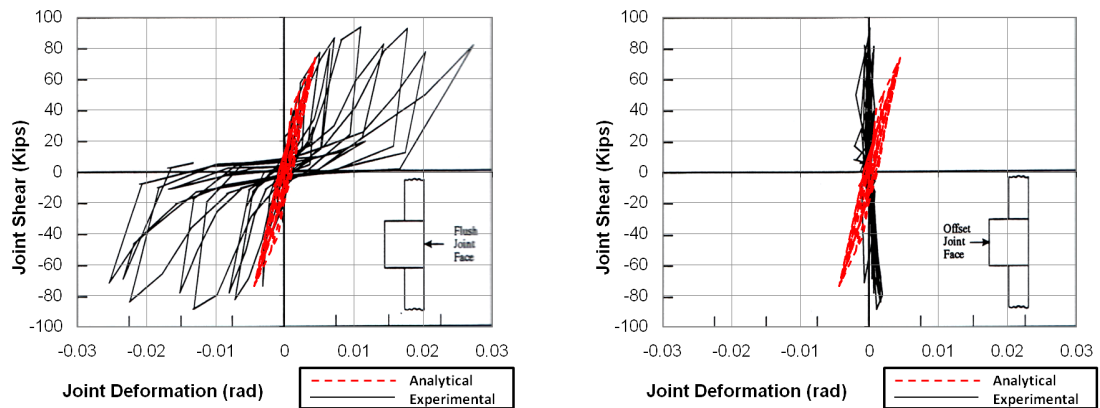 100
80
60
40
20
0
-20
-40
-60
-80
-100
Joint Shear (Kips)
Flush
Joint
Face
-0.03 -0.02 -0.01 0 0.01 0.02 0.03
Joint Deformation (rad)
Analytical
Experimental
100
80
60
40
20
0
-20
-40
-60
-80
-100
Joint Shear (Kips)
Offset
Joint
Face
-0.03 -0.02 -0.01 0 0.01 0.02 0.03
Joint Deformation (rad)
Analytical
Experimental